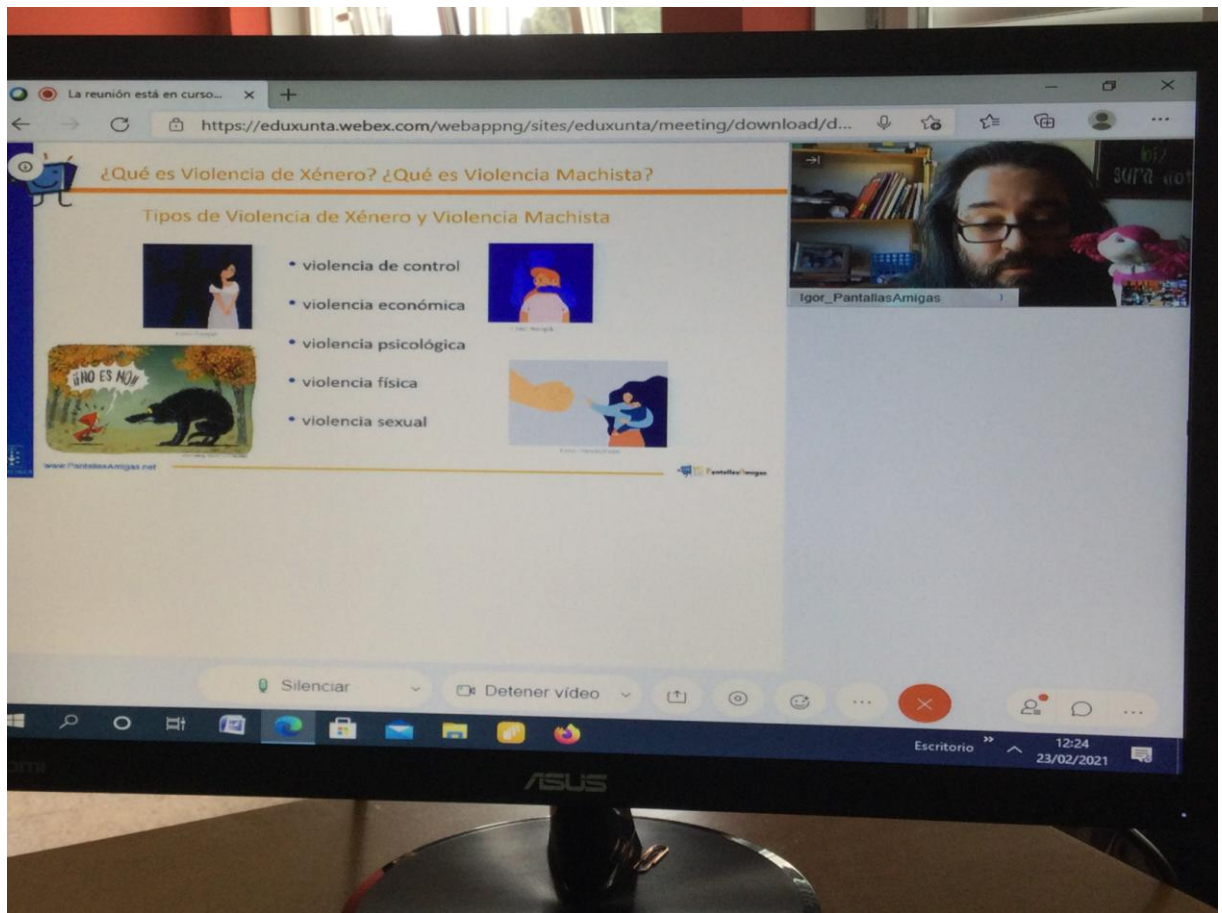 La reunión está en curso...
https://eduxunta.webex.com/webappng/sites/eduxunta/meeting/download/d...
¿Qué es Violencia de Xénero? ¿Qué es Violencia Machista?
Tipos de Violencia de Xénero y Violencia Machista
• violencia de control
• violencia económica
• violencia psicológica
• violencia física
• violencia sexual
¡¡NO ES NO!!
www.PantallasAmigas.net
PantallasAmigas
biz
sura
Igor_PantallasAmigas
Silenciar
Detener vídeo
Escritorio
12:24
23/02/2021
ASUS